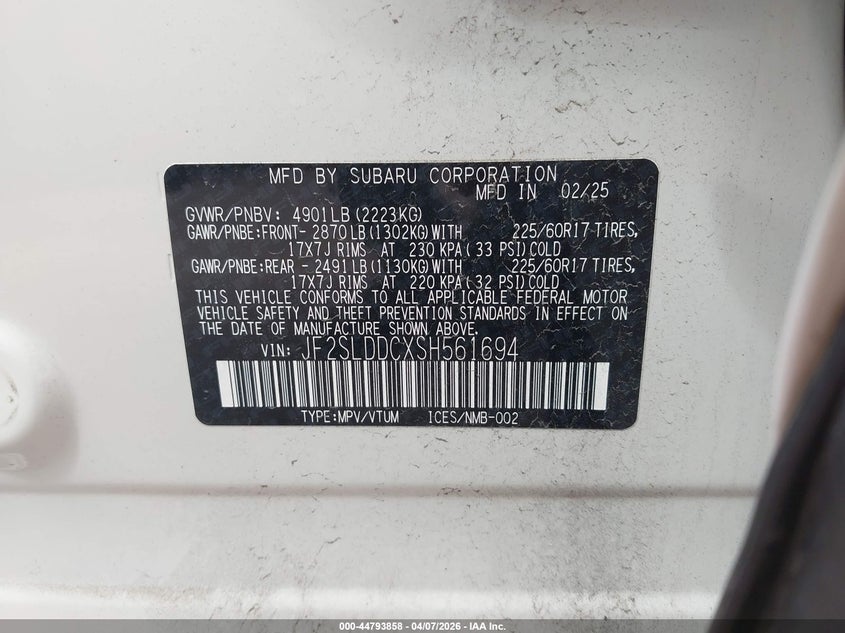 MFD BY SUBARU CORPORATION
MFD IN 02/25
GVWR/PNBV: 4901LB(2223KG)
GAWR/PNBE:FRONT- 2870LB(1302KG)WITH 225/60R17 TIRES,
17X7J RIMS AT 230 KPA( 33 PSI)COLD
GAWR/PNBE:REAR - 2491LB(1130KG)WITH 225/60R17 TIRES,
17X7J RIMS AT 220 KPA( 32 PSI)COLD
THIS VEHICLE CONFORMS TO ALL APPLICABLE FEDERAL MOTOR
VEHICLE SAFETY AND THEFT PREVENTION STANDARDS IN EFFECT ON
THE DATE OF MANUFACTURE SHOWN ABOVE.
VIN: JF2SLDDCXSH561694
TYPE:MPV/VTUM ICES/NMB-002
000-44793858 - 04/07/2026 - IAA Inc.